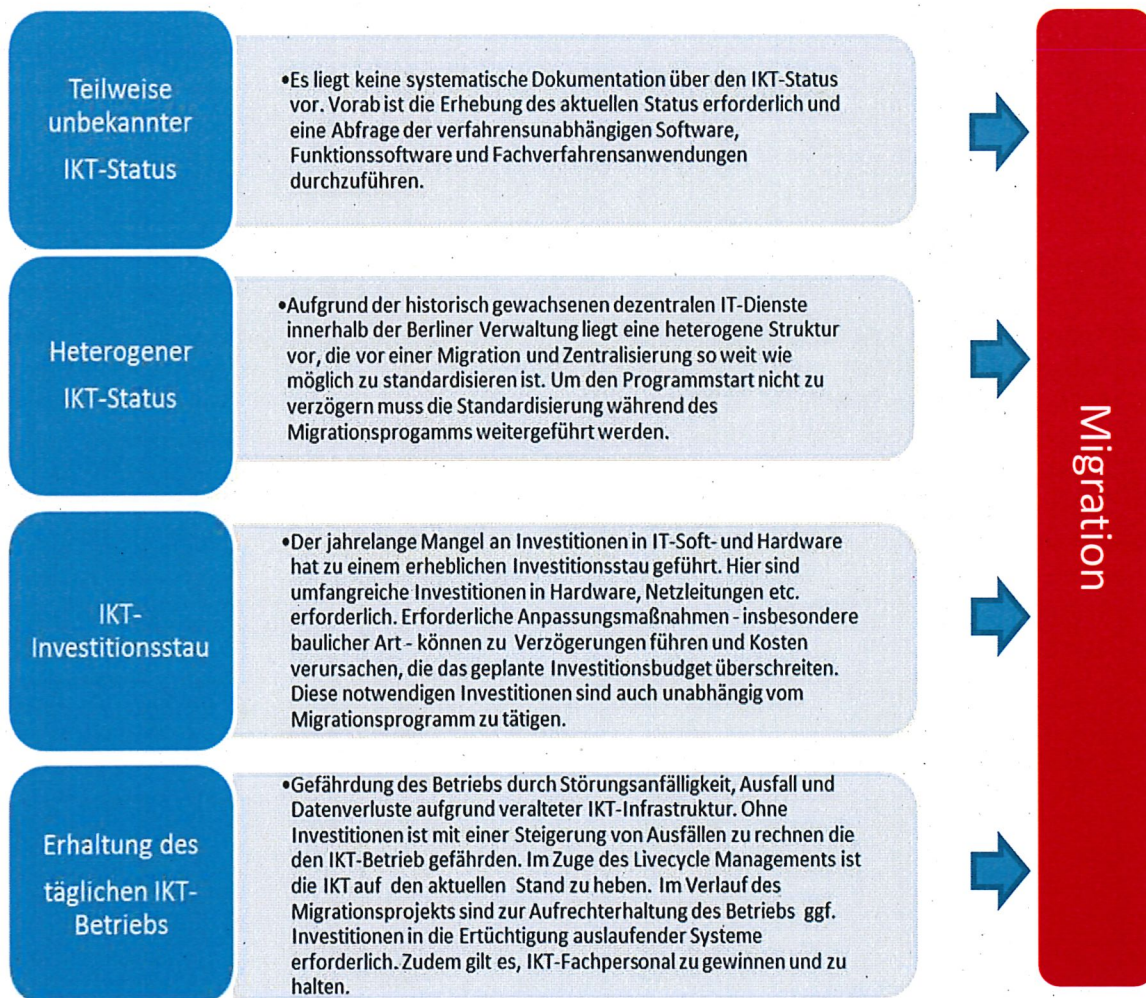 Teilweise
unbekannter
IKT-Status
•Es liegt keine systematische Dokumentation über den IKT-Status
vor. Vorab ist die Erhebung des aktuellen Status erforderlich und
eine Abfrage der verfahrensunabhängigen Software,
Funktionssoftware und Fachverfahrensanwendungen
durchzuführen.
Heterogener
IKT-Status
•Aufgrund der historisch gewachsenen dezentralen IT-Dienste
innerhalb der Berliner Verwaltung liegt eine heterogene Struktur
vor, die vor einer Migration und Zentralisierung so weit wie
möglich zu standardisieren ist. Um den Programmstart nicht zu
verzögern muss die Standardisierung während des
Migrationsprogamms weitergeführt werden.
IKT-
Investitionsstau
•Der jahrelange Mangel an Investitionen in IT-Soft- und Hardware
hat zu einem erheblichen Investitionsstau geführt. Hier sind
umfangreiche Investitionen in Hardware, Netzleitungen etc.
erforderlich. Erforderliche Anpassungsmaßnahmen - insbesondere
baulicher Art - können zu Verzögerungen führen und Kosten
verursachen, die das geplante Investitionsbudget überschreiten.
Diese notwendigen Investitionen sind auch unabhängig vom
Migrationsprogramm zu tätigen.
Erhaltung des
täglichen IKT-
Betriebs
•Gefährdung des Betriebs durch Störungsanfälligkeit, Ausfall und
Datenverluste aufgrund veralteter IKT-Infrastruktur. Ohne
Investitionen ist mit einer Steigerung von Ausfällen zu rechnen die
den IKT-Betrieb gefährden. Im Zuge des Livecycle Managements ist
die IKT auf den aktuellen Stand zu heben. Im Verlauf des
Migrationsprojekts sind zur Aufrechterhaltung des Betriebs ggf.
Investitionen in die Ertüchtigung auslaufender Systeme
erforderlich. Zudem gilt es, IKT-Fachpersonal zu gewinnen und zu
halten.
Migration